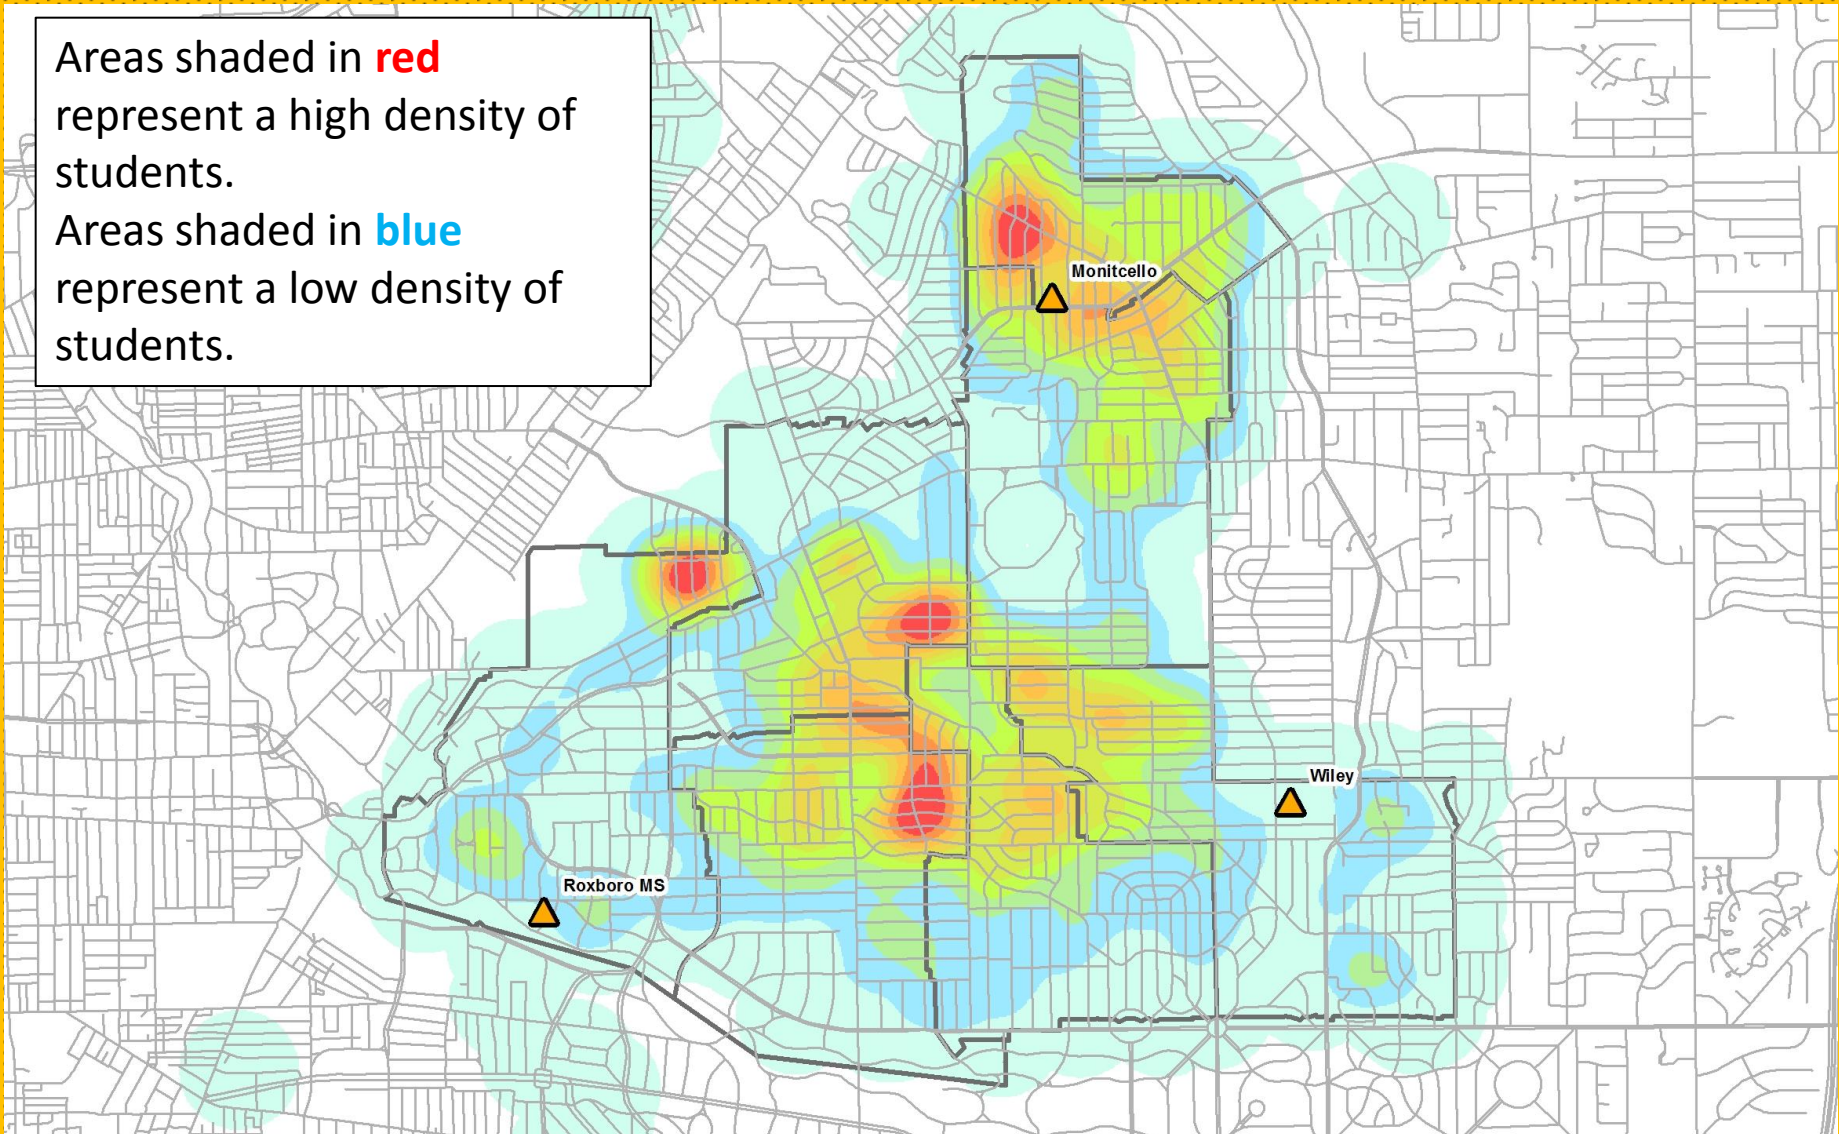 Areas shaded in red
represent a high density of
students.
Areas shaded in blue
represent a low density of
students.
Monitcello
Wiley
Roxboro MS